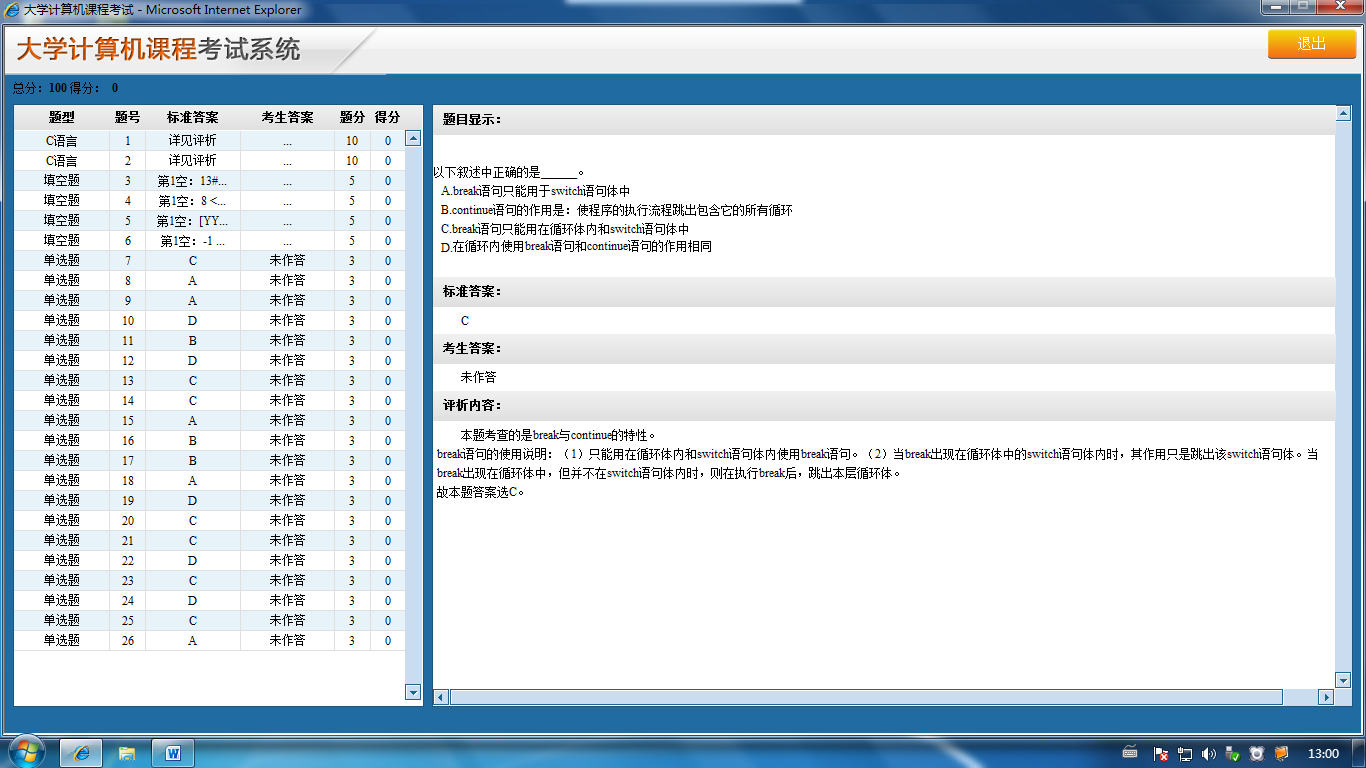 大学计算机课程考试 - Microsoft Internet Explorer
大学计算机课程考试系统
退出
总分：100 得分： 0
题型 题号 标准答案 考生答案 题分 得分
C语言 1 详见评析 ... 10 0
C语言 2 详见评析 ... 10 0
填空题 3 第1空：13#... ... 5 0
填空题 4 第1空：8 <... ... 5 0
填空题 5 第1空：[YY... ... 5 0
填空题 6 第1空：-1 ... ... 5 0
单选题 7 C 未作答 3 0
单选题 8 A 未作答 3 0
单选题 9 A 未作答 3 0
单选题 10 D 未作答 3 0
单选题 11 B 未作答 3 0
单选题 12 D 未作答 3 0
单选题 13 C 未作答 3 0
单选题 14 C 未作答 3 0
单选题 15 A 未作答 3 0
单选题 16 B 未作答 3 0
单选题 17 B 未作答 3 0
单选题 18 A 未作答 3 0
单选题 19 D 未作答 3 0
单选题 20 C 未作答 3 0
单选题 21 C 未作答 3 0
单选题 22 D 未作答 3 0
单选题 23 C 未作答 3 0
单选题 24 D 未作答 3 0
单选题 25 C 未作答 3 0
单选题 26 A 未作答 3 0
题目显示：
以下叙述中正确的是______。
A.break语句只能用于switch语句体中
B.continue语句的作用是：使程序的执行流程跳出包含它的所有循环
C.break语句只能用在循环体内和switch语句体中
D.在循环内使用break语句和continue语句的作用相同
标准答案：
C
考生答案：
未作答
评析内容：
本题考查的是break与continue的特性。
break语句的使用说明：（1）只能用在循环体内和switch语句体内使用break语句。（2）当break出现在循环体中的switch语句体内时，其作用只是跳出该switch语句体。当
break出现在循环体中，但并不在switch语句体内时，则在执行break后，跳出本层循环体。
故本题答案选C。
13:00